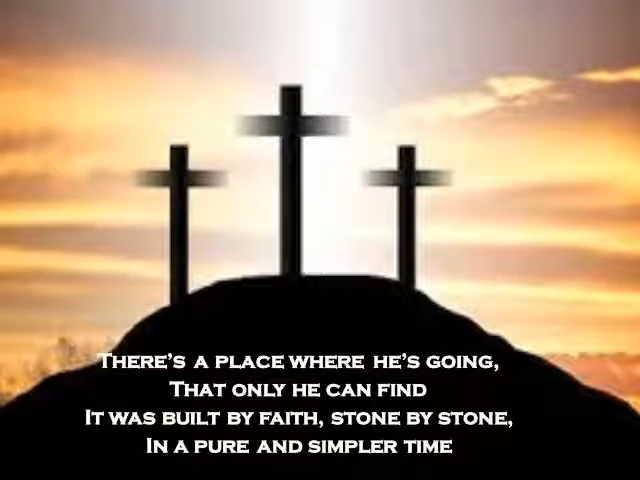 There's a place where he's going,
That only he can find
It was built by faith, stone by stone,
In a pure and simpler time